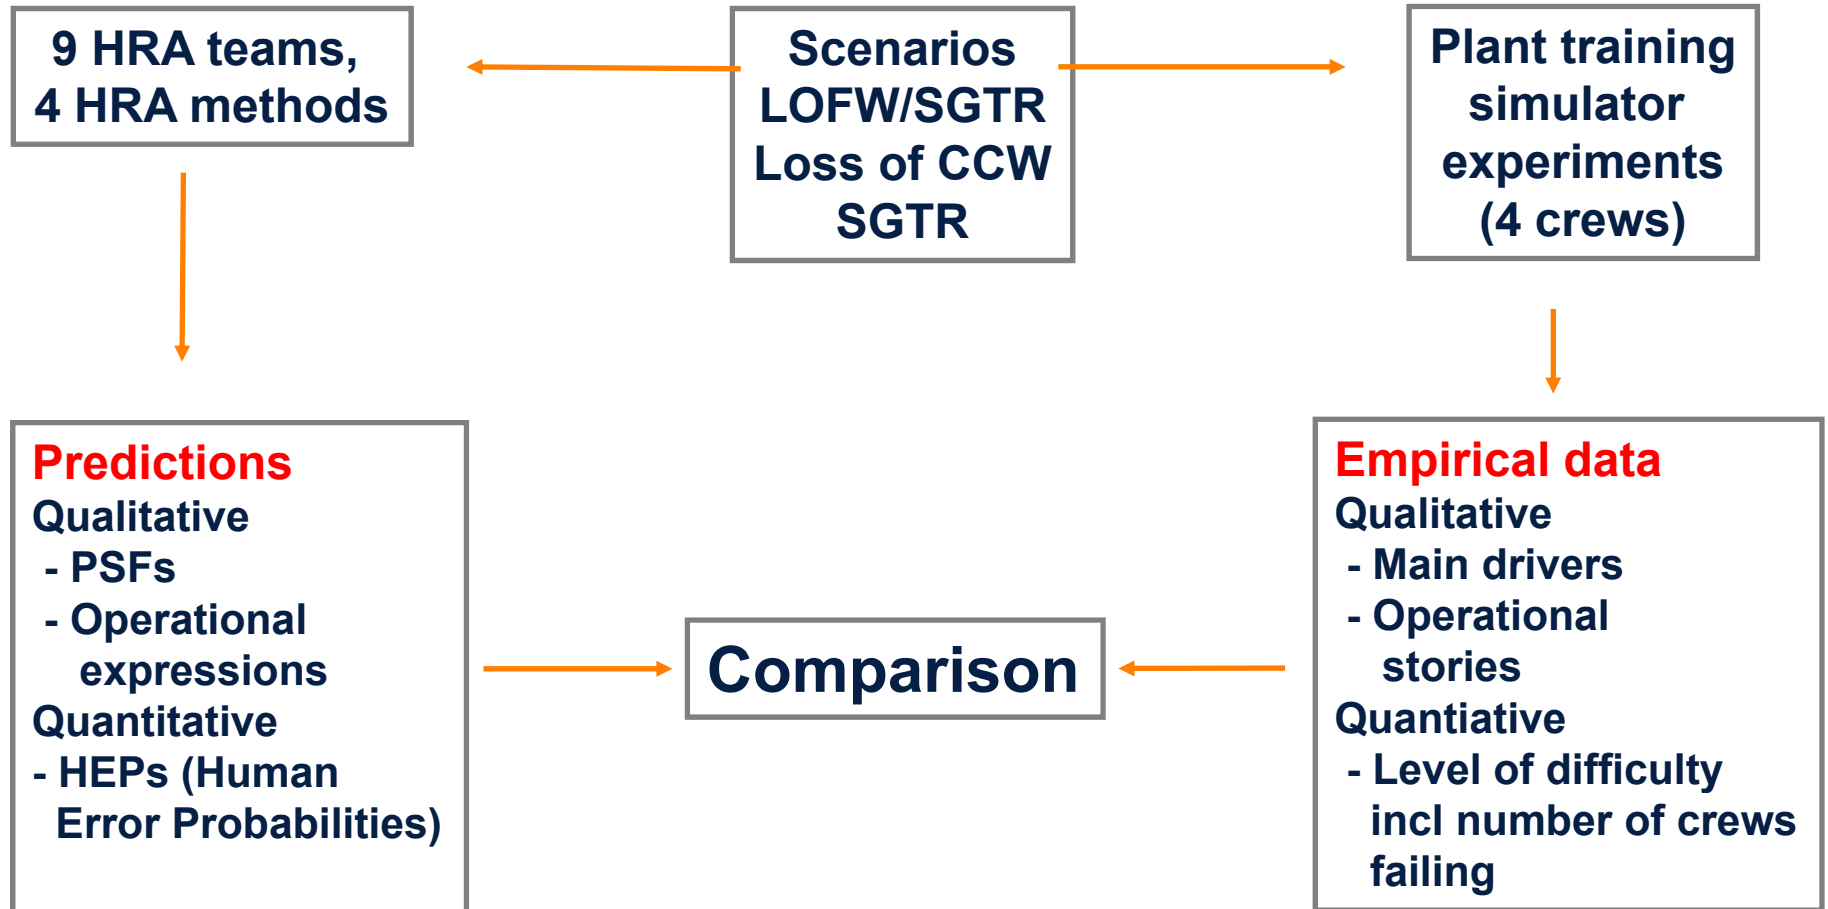 9 HRA teams,
4 HRA methods
Scenarios
LOFW/SGTR
Loss of CCW
SGTR
Plant training
simulator
experiments
(4 crews)
Predictions
Qualitative
- PSFs
- Operational
expressions
Quantitative
- HEPs (Human
Error Probabilities)
Comparison
Empirical data
Qualitative
- Main drivers
- Operational
stories
Quantiative
- Level of difficulty
incl number of crews
failing